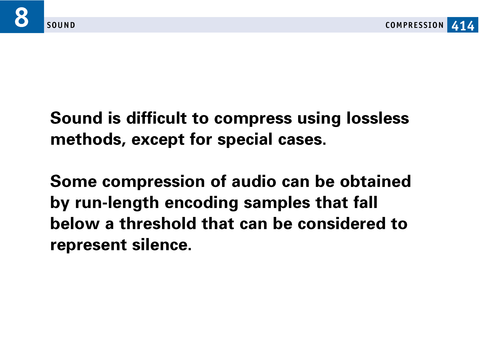 8
SOUND
COMPRESSION 414
Sound is difficult to compress using lossless
methods, except for special cases.
Some compression of audio can be obtained
by run-length encoding samples that fall
below a threshold that can be considered to
represent silence.